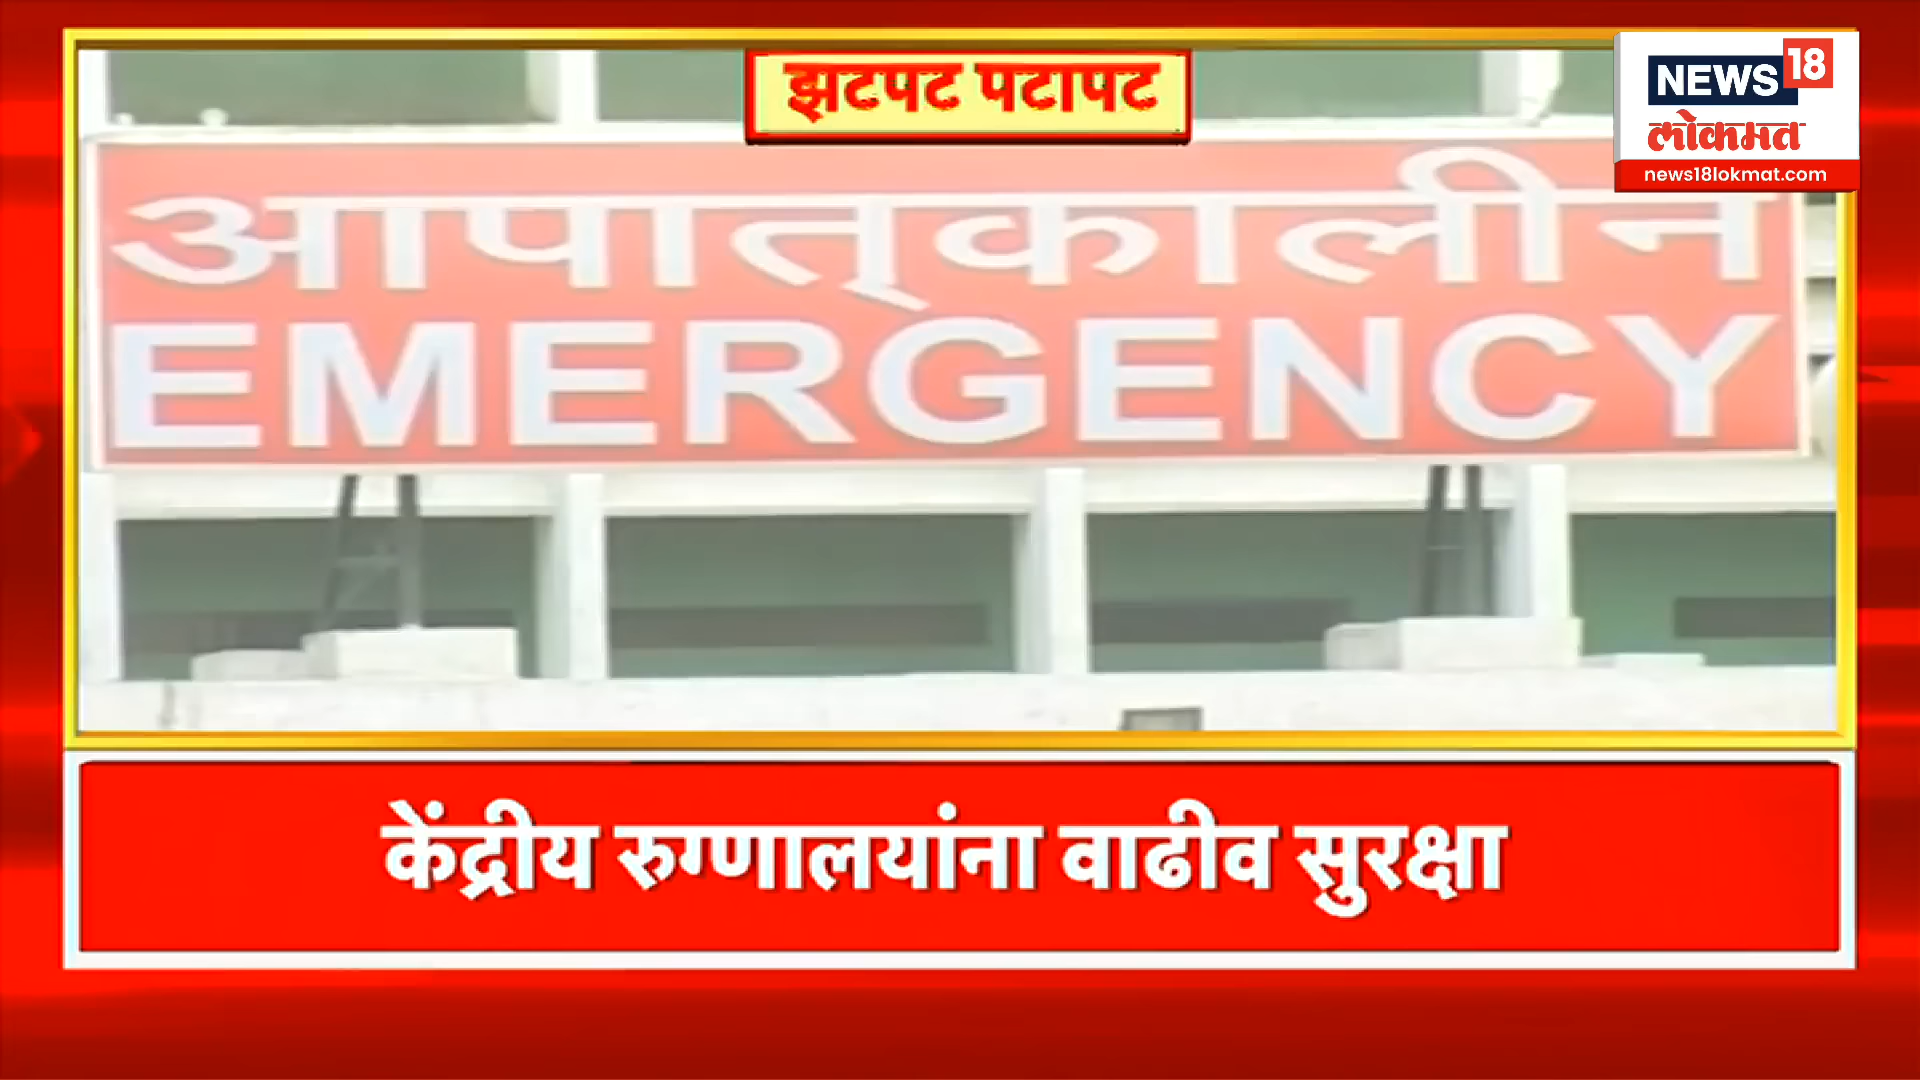 झटपट पटापट
NEWS18
लोकमत
news18lokmat.com
आपात्कालीन
EMERGENCY
केंद्रीय रुग्णालयांना वाढीव सुरक्षा